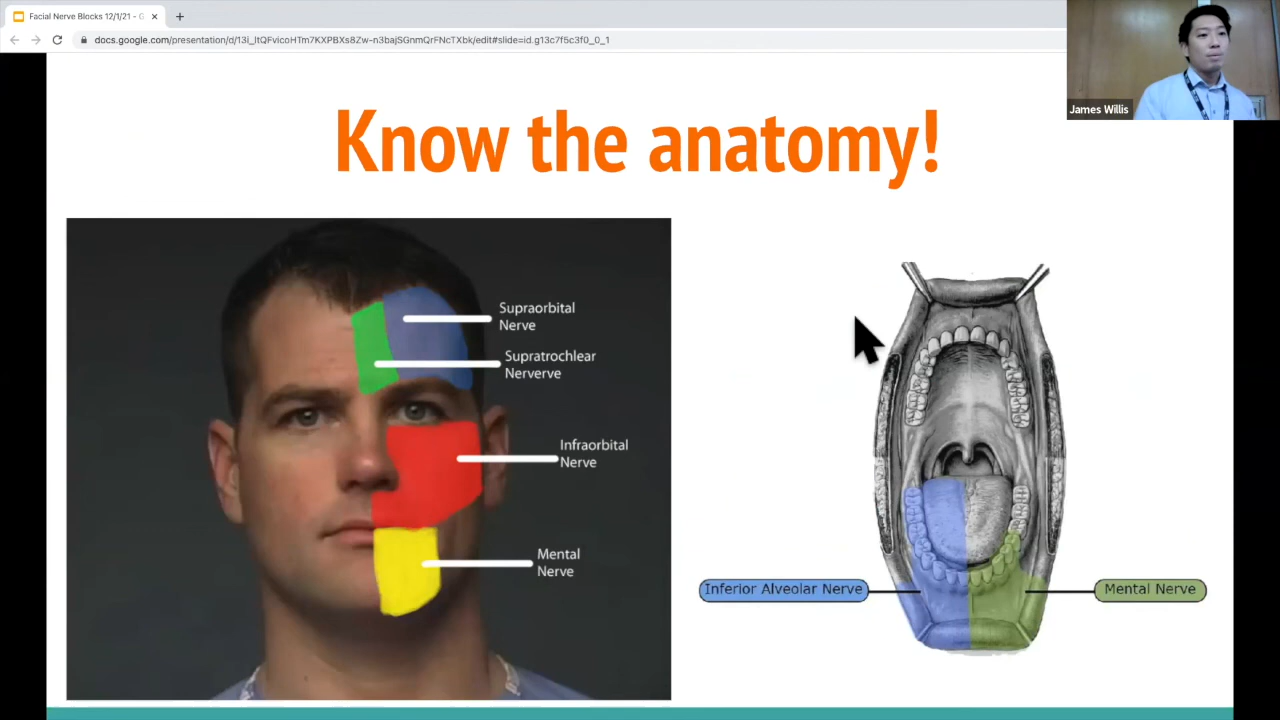 Facial Nerve Blocks 12/1/21 - G
docs.google.com/presentation/d/13i_ltQFvicoHTm7KXPBXs8Zw-n3bajSGnmQrFNcTXbk/edit#slide=id.g13c7f5c3f0_0_1
James Willis
Know the anatomy!
Supraorbital
Nerve
Supratrochlear
Nerverve
Infraorbital
Nerve
Mental
Nerve
Inferior Alveolar Nerve
Mental Nerve